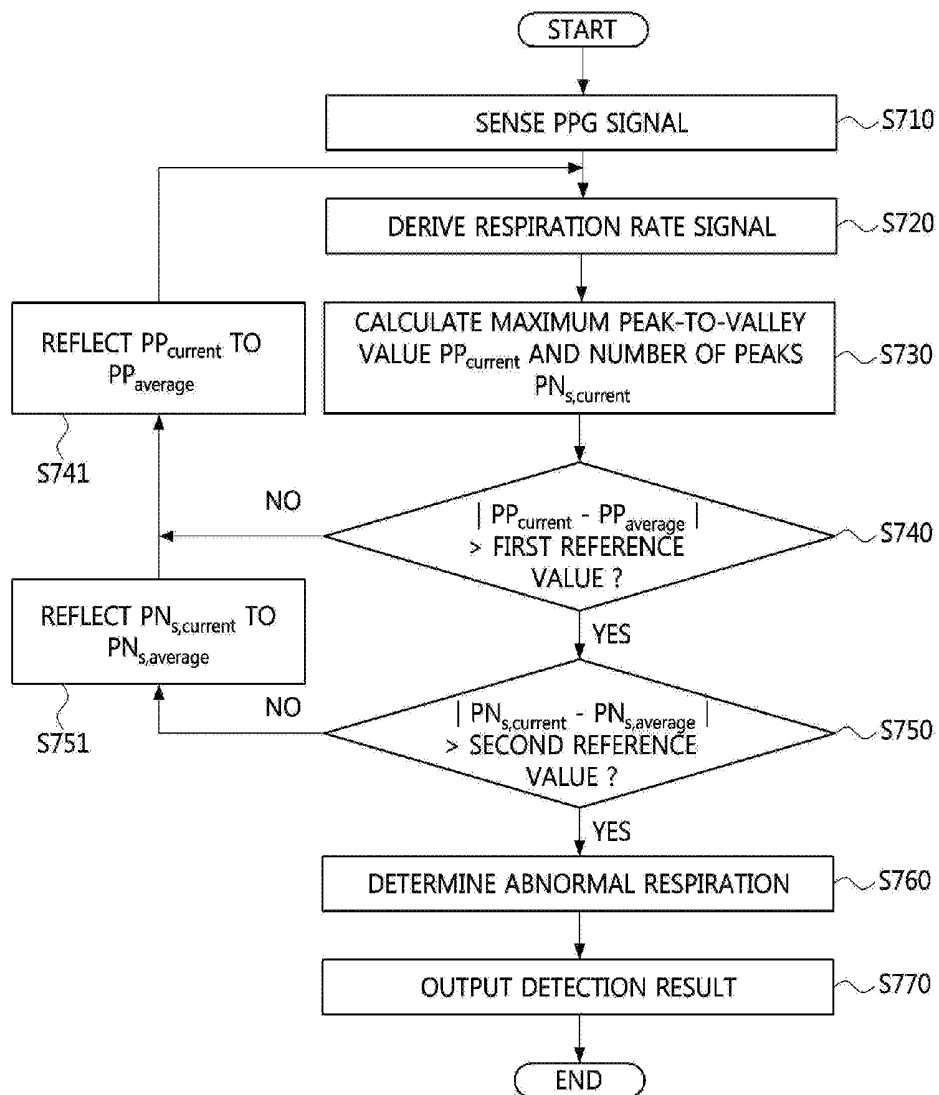 START
SENSE PPG SIGNAL
S710
DERIVE RESPIRATION RATE SIGNAL
S720
CALCULATE MAXIMUM PEAK-TO-VALLEY
VALUE PPcurrent AND NUMBER OF PEAKS
PNs,current
S730
REFLECT PPcurrent TO
PPaverage
S741
NO
| PPcurrent - PPaverage |
> FIRST REFERENCE
VALUE ?
S740
YES
REFLECT PNs,current TO
PNs,average
S751
NO
| PNs,current - PNs,average |
> SECOND REFERENCE
VALUE ?
S750
YES
DETERMINE ABNORMAL RESPIRATION
S760
OUTPUT DETECTION RESULT
S770
END